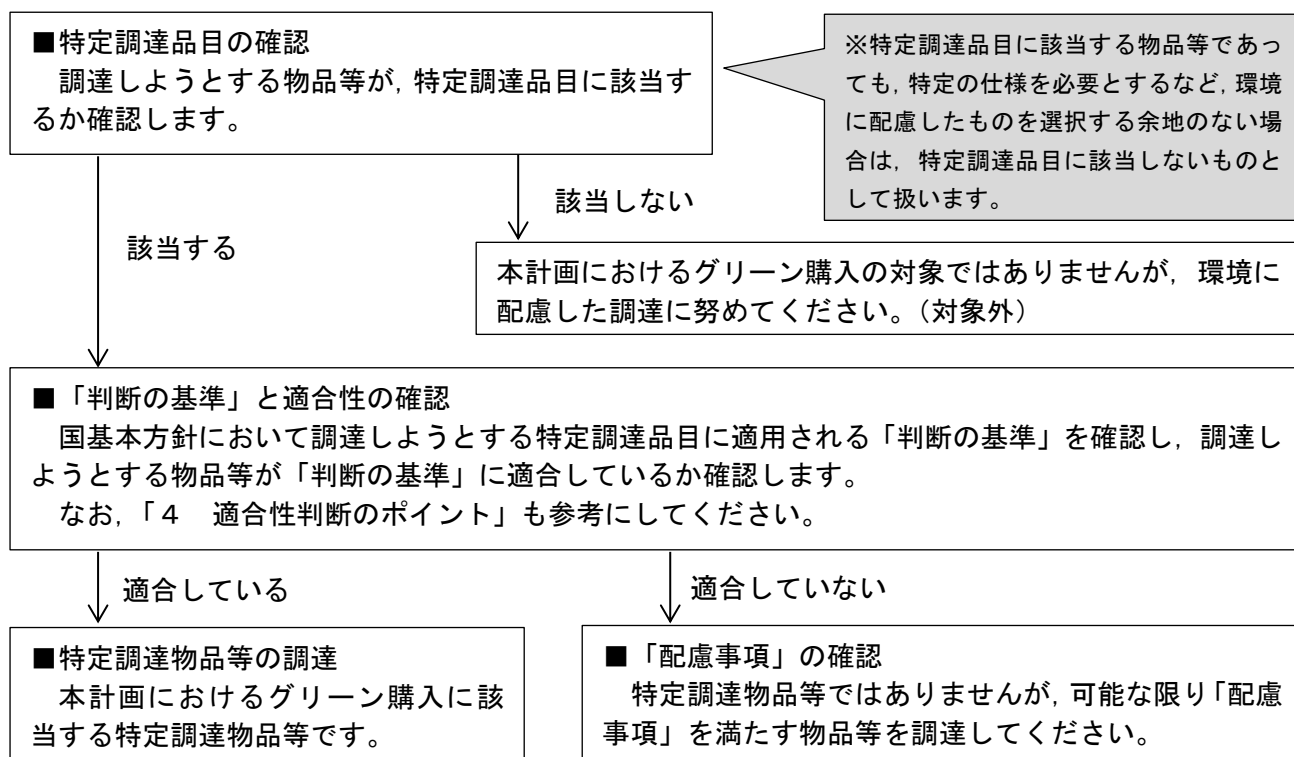 ■特定調達品目の確認
調達しようとする物品等が，特定調達品目に該当す
るか確認します。
※特定調達品目に該当する物品等であっ
ても，特定の仕様を必要とするなど，環境
に配慮したものを選択する余地のない場
合は，特定調達品目に該当しないものと
して扱います。
該当しない
該当する
本計画におけるグリーン購入の対象ではありませんが，環境に
配慮した調達に努めてください。（対象外）
■「判断の基準」と適合性の確認
国基本方針において調達しようとする特定調達品目に適用される「判断の基準」を確認し，調達し
ようとする物品等が「判断の基準」に適合しているか確認します。
なお，「４　適合性判断のポイント」も参考にしてください。
適合している
適合していない
■特定調達物品等の調達
本計画におけるグリーン購入に該
当する特定調達物品等です。
■「配慮事項」の確認
特定調達物品等ではありませんが，可能な限り「配慮
事項」を満たす物品等を調達してください。